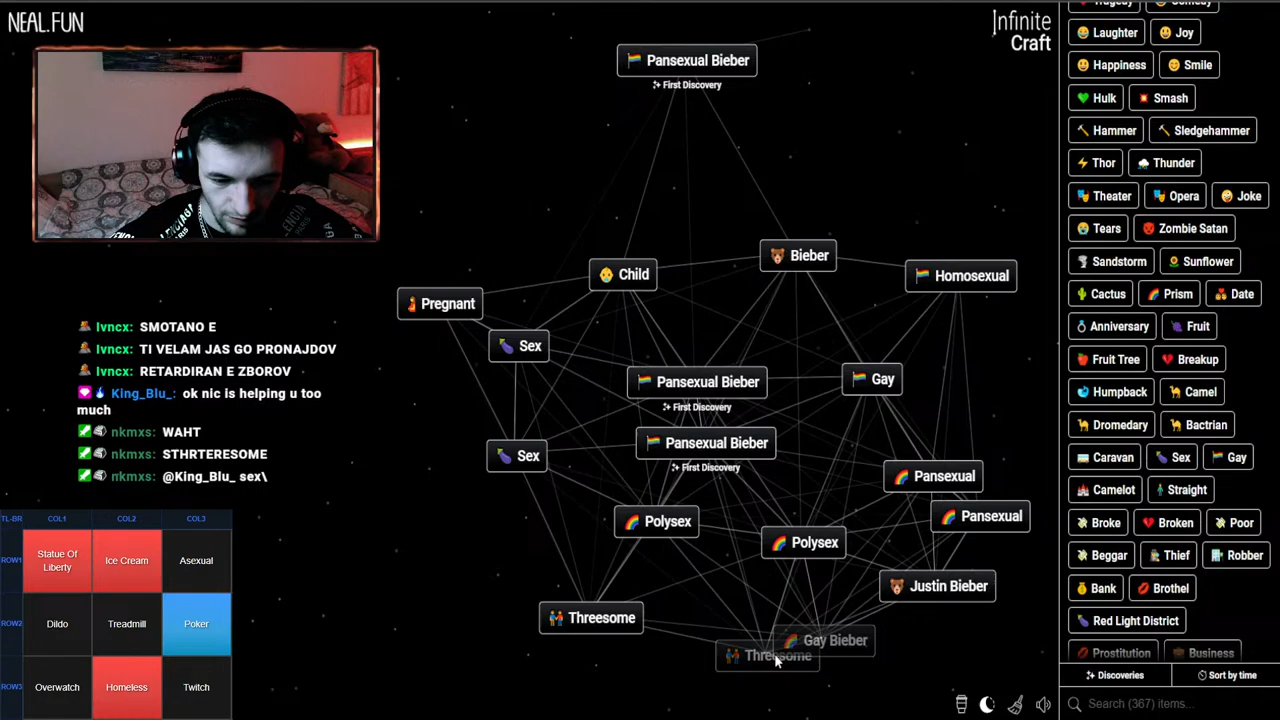 NEAL.FUN
Infinite
Craft
Pansexual Bieber
First Discovery
Bieber
Child
Homosexual
Pregnant
Sex
Pansexual Bieber
First Discovery
Gay
Pansexual Bieber
First Discovery
Sex
Pansexual
Pansexual
Polysex
Polysex
Justin Bieber
Threesome
Gay Bieber
Threesome
lvncx: SMOTANO E
lvncx: TI VELAM JAS GO PRONAJDOV
lvncx: RETARDIRAN E ZBOROV
King_Blu_: ok nic is helping u too
much
nkmxs: WAHT
nkmxs: STHRTERESOME
nkmxs: @King_Blu_ sex\
TL-BR COL1 COL2 COL3
ROW1 Statue Of Liberty Ice Cream Asexual
ROW2 Dildo Treadmill Poker
ROW3 Overwatch Homeless Twitch
Tragedy Comedy
Laughter Joy
Happiness Smile
Hulk Smash
Hammer Sledgehammer
Thor Thunder
Theater Opera Joke
Tears Zombie Satan
Sandstorm Sunflower
Cactus Prism Date
Anniversary Fruit
Fruit Tree Breakup
Humpback Camel
Dromedary Bactrian
Caravan Sex Gay
Camelot Straight
Broke Broken Poor
Beggar Thief Robber
Bank Brothel
Red Light District
Prostitution Business
Discoveries Sort by time
Search (367) items...